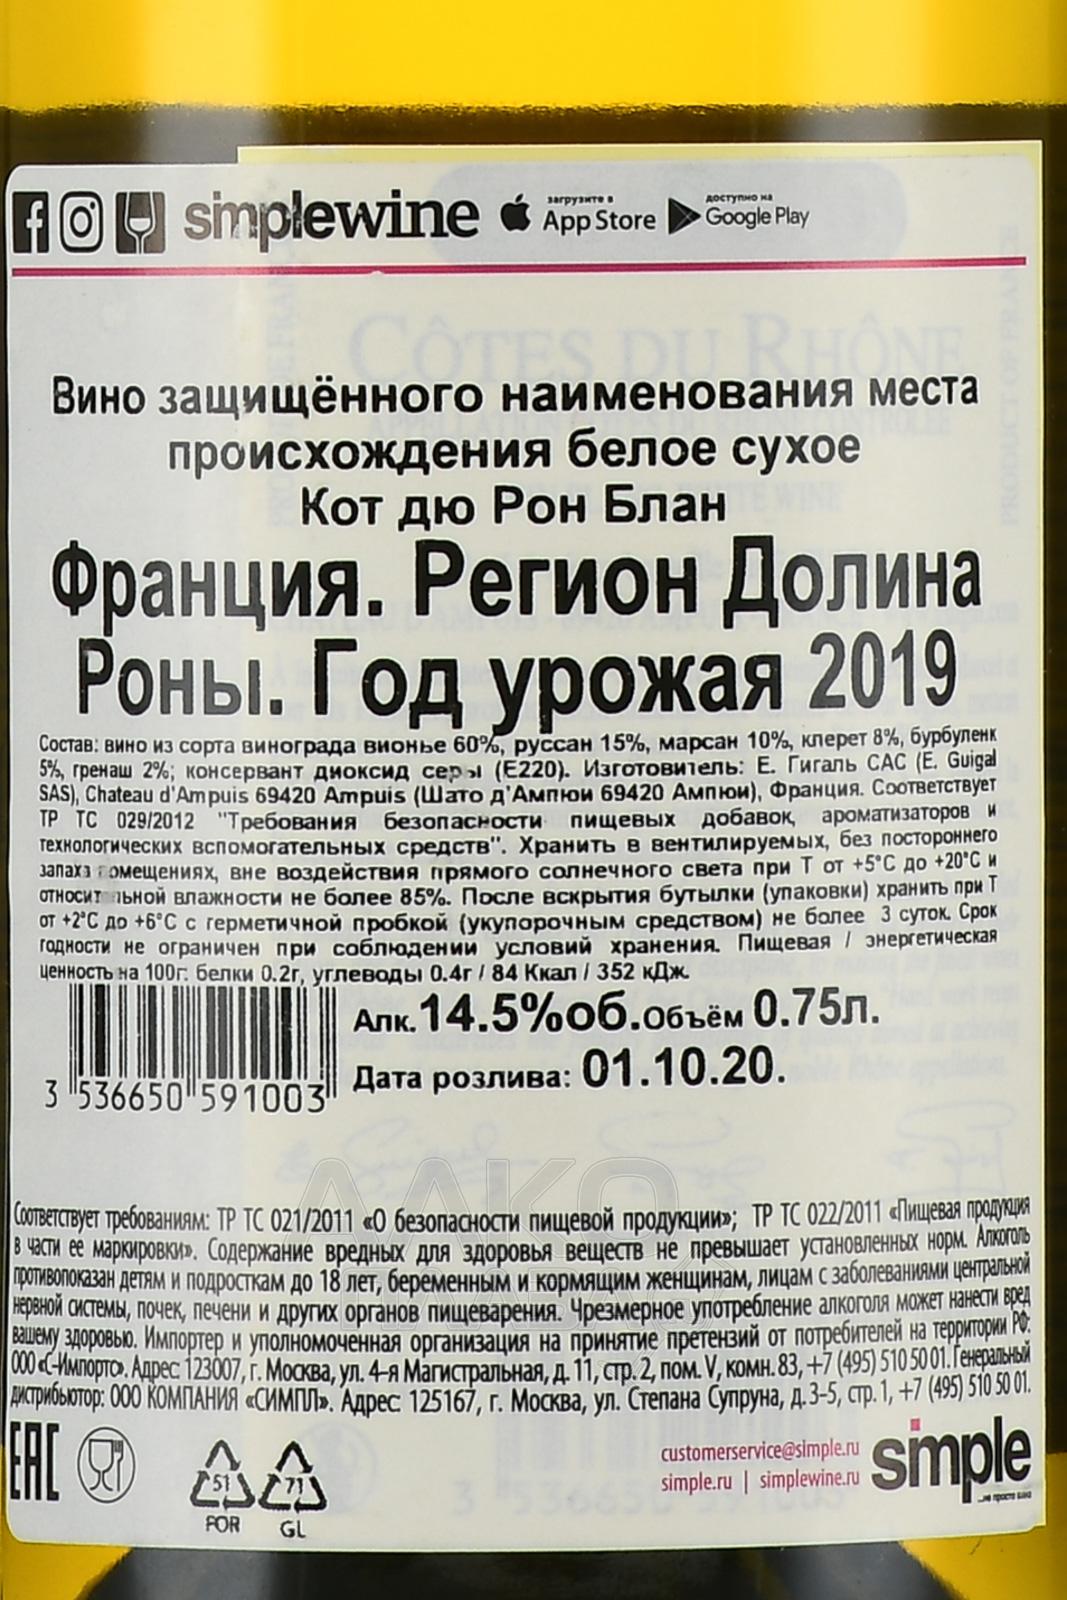 simplewine загрузите в App Store доступно на Google Play
CÔTES DU RHÔNE
PRODUCT OF FRANCE
Вино защищённого наименования места
происхождения белое сухое
Кот дю Рон Блан
Франция. Регион Долина
Роны. Год урожая 2019
Состав: вино из сорта винограда вионье 60%, руссан 15%, марсан 10%, клерет 8%, бурбуленк
5%, гренаш 2%; консервант диоксид серы (E220). Изготовитель: Е. Гигаль САС (E. Guigal
SAS), Chateau d'Ampuis 69420 Ampuis (Шато д'Ампюи 69420 Ампюи), Франция. Соответствует
ТР ТС 029/2012 "Требования безопасности пищевых добавок, ароматизаторов и
технологических вспомогательных средств". Хранить в вентилируемых, без постороннего
запаха помещениях, вне воздействия прямого солнечного света при Т от +5°С до +20°С и
относительной влажности не более 85%. После вскрытия бутылки (упаковки) хранить при Т
от +2°С до +6°С с герметичной пробкой (укупорочным средством) не более 3 суток. Срок
годности не ограничен при соблюдении условий хранения. Пищевая / энергетическая
ценность на 100г: белки 0.2г, углеводы 0.4г / 84 Ккал / 352 кДж.
Алк. 14.5%об. Объём 0.75л.
Дата розлива: 01.10.20.
3 536650 591003
Соответствует требованиям: ТР ТС 021/2011 «О безопасности пищевой продукции»; ТР ТС 022/2011 «Пищевая продукция
в части ее маркировки». Содержание вредных для здоровья веществ не превышает установленных норм. Алкоголь
противопоказан детям и подросткам до 18 лет, беременным и кормящим женщинам, лицам с заболеваниями центральной
нервной системы, почек, печени и других органов пищеварения. Чрезмерное употребление алкоголя может нанести вред
вашему здоровью. Импортер и уполномоченная организация на принятие претензий от потребителей на территории РФ:
ООО «С-Импортс». Адрес: 123007, г. Москва, ул. 4-я Магистральная, д. 11, стр. 2, пом. V, комн. 83, +7 (495) 510 50 01. Генеральный
дистрибьютор: ООО КОМПАНИЯ «СИМПЛ». Адрес: 125167, г. Москва, ул. Степана Супруна, д. 3-5, стр. 1, +7 (495) 510 50 01.
EAC
51 FOR
71 GL
customerservice@simple.ru
simple.ru | simplewine.ru
simple
...не просто вина